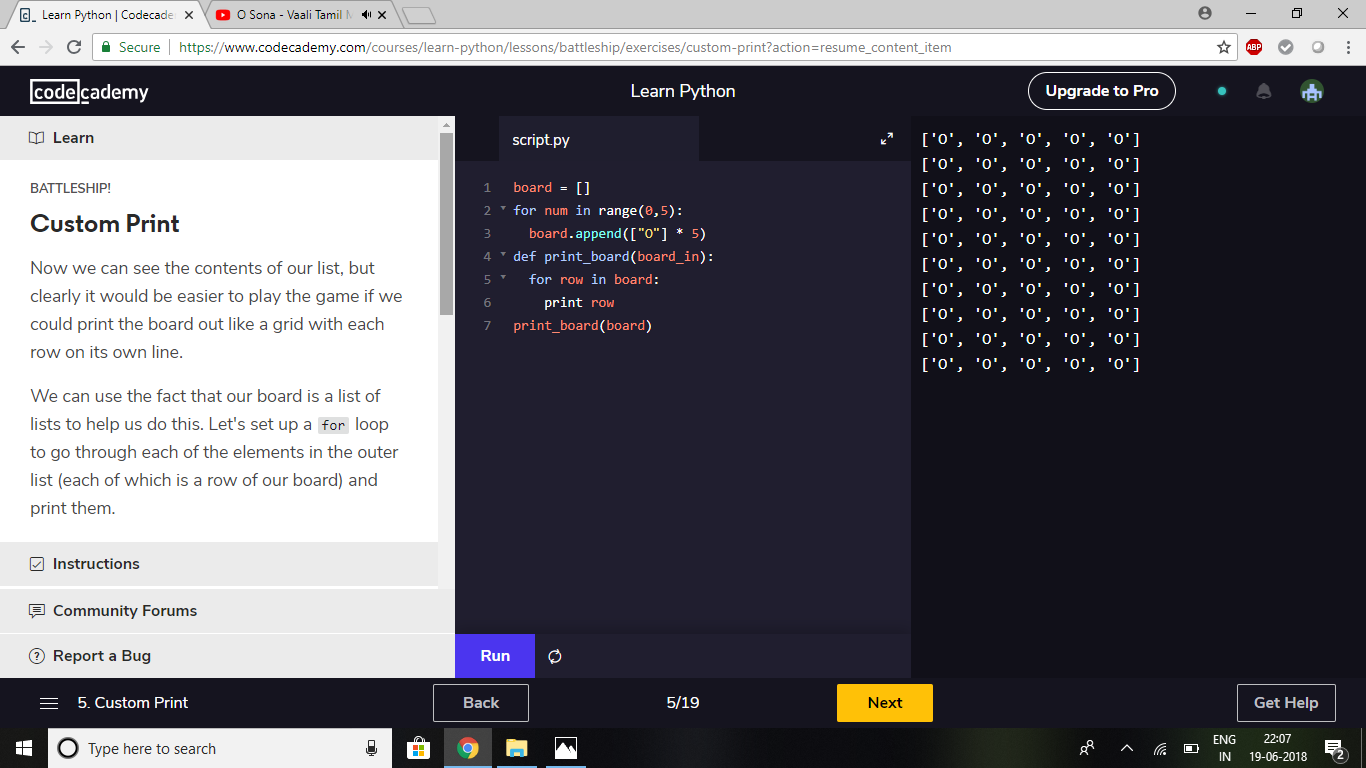 Learn Python | Codecade
O Sona - Vaali Tamil M
Secure
https://www.codecademy.com/courses/learn-python/lessons/battleship/exercises/custom-print?action=resume_content_item
ABP
codecademy
Learn Python
Upgrade to Pro
Learn
BATTLESHIP!
Custom Print
Now we can see the contents of our list, but
clearly it would be easier to play the game if we
could print the board out like a grid with each
row on its own line.
We can use the fact that our board is a list of
lists to help us do this. Let's set up a for loop
to go through each of the elements in the outer
list (each of which is a row of our board) and
print them.
Instructions
Community Forums
Report a Bug
script.py
1 board = []
2 for num in range(0,5):
3 board.append(["O"] * 5)
4 def print_board(board_in):
5 for row in board:
6 print row
7 print_board(board)
Run
['O', 'O', 'O', 'O', 'O']
['O', 'O', 'O', 'O', 'O']
['O', 'O', 'O', 'O', 'O']
['O', 'O', 'O', 'O', 'O']
['O', 'O', 'O', 'O', 'O']
['O', 'O', 'O', 'O', 'O']
['O', 'O', 'O', 'O', 'O']
['O', 'O', 'O', 'O', 'O']
['O', 'O', 'O', 'O', 'O']
['O', 'O', 'O', 'O', 'O']
5. Custom Print
Back
5/19
Next
Get Help
Type here to search
ENG
IN
22:07
19-06-2018
2